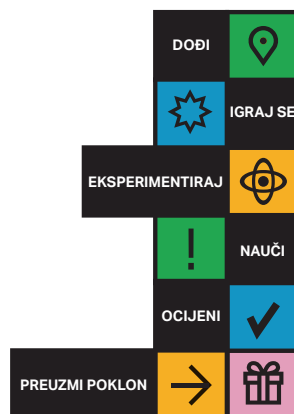 DOĐI
IGRAJ SE
EKSPERIMENTIRAJ
!
NAUČI
OCIJENI
PREUZMI POKLON